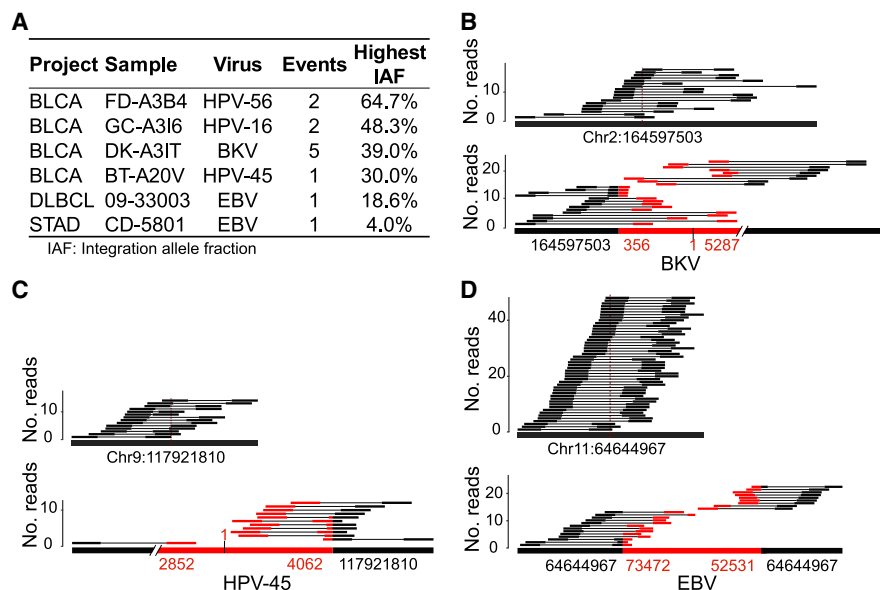 A
Project Sample Virus Events Highest IAF
BLCA FD-A3B4 HPV-56 2 64.7%
BLCA GC-A3I6 HPV-16 2 48.3%
BLCA DK-A3IT BKV 5 39.0%
BLCA BT-A20V HPV-45 1 30.0%
DLBCL 09-33003 EBV 1 18.6%
STAD CD-5801 EBV 1 4.0%
IAF: Integration allele fraction
B
No. reads
10
0
Chr2:164597503
No. reads
20
10
0
164597503 356 1 5287
BKV
C
No. reads
10
0
Chr9:117921810
No. reads
10
0
1
2852 4062 117921810
HPV-45
D
No. reads
40
20
0
Chr11:64644967
No. reads
20
10
0
64644967 73472 52531 64644967
EBV